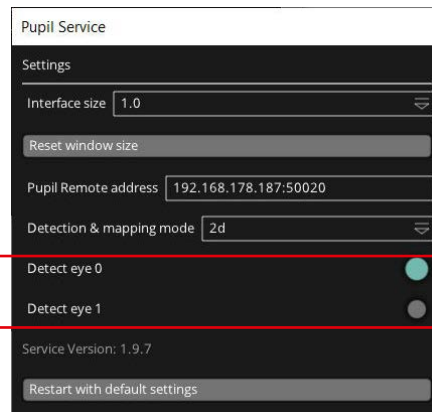 Pupil Service
Settings
Interface size 1.0
Reset window size
Pupil Remote address 192.168.178.187:50020
Detection & mapping mode 2d
Detect eye 0
Detect eye 1
Service Version: 1.9.7
Restart with default settings